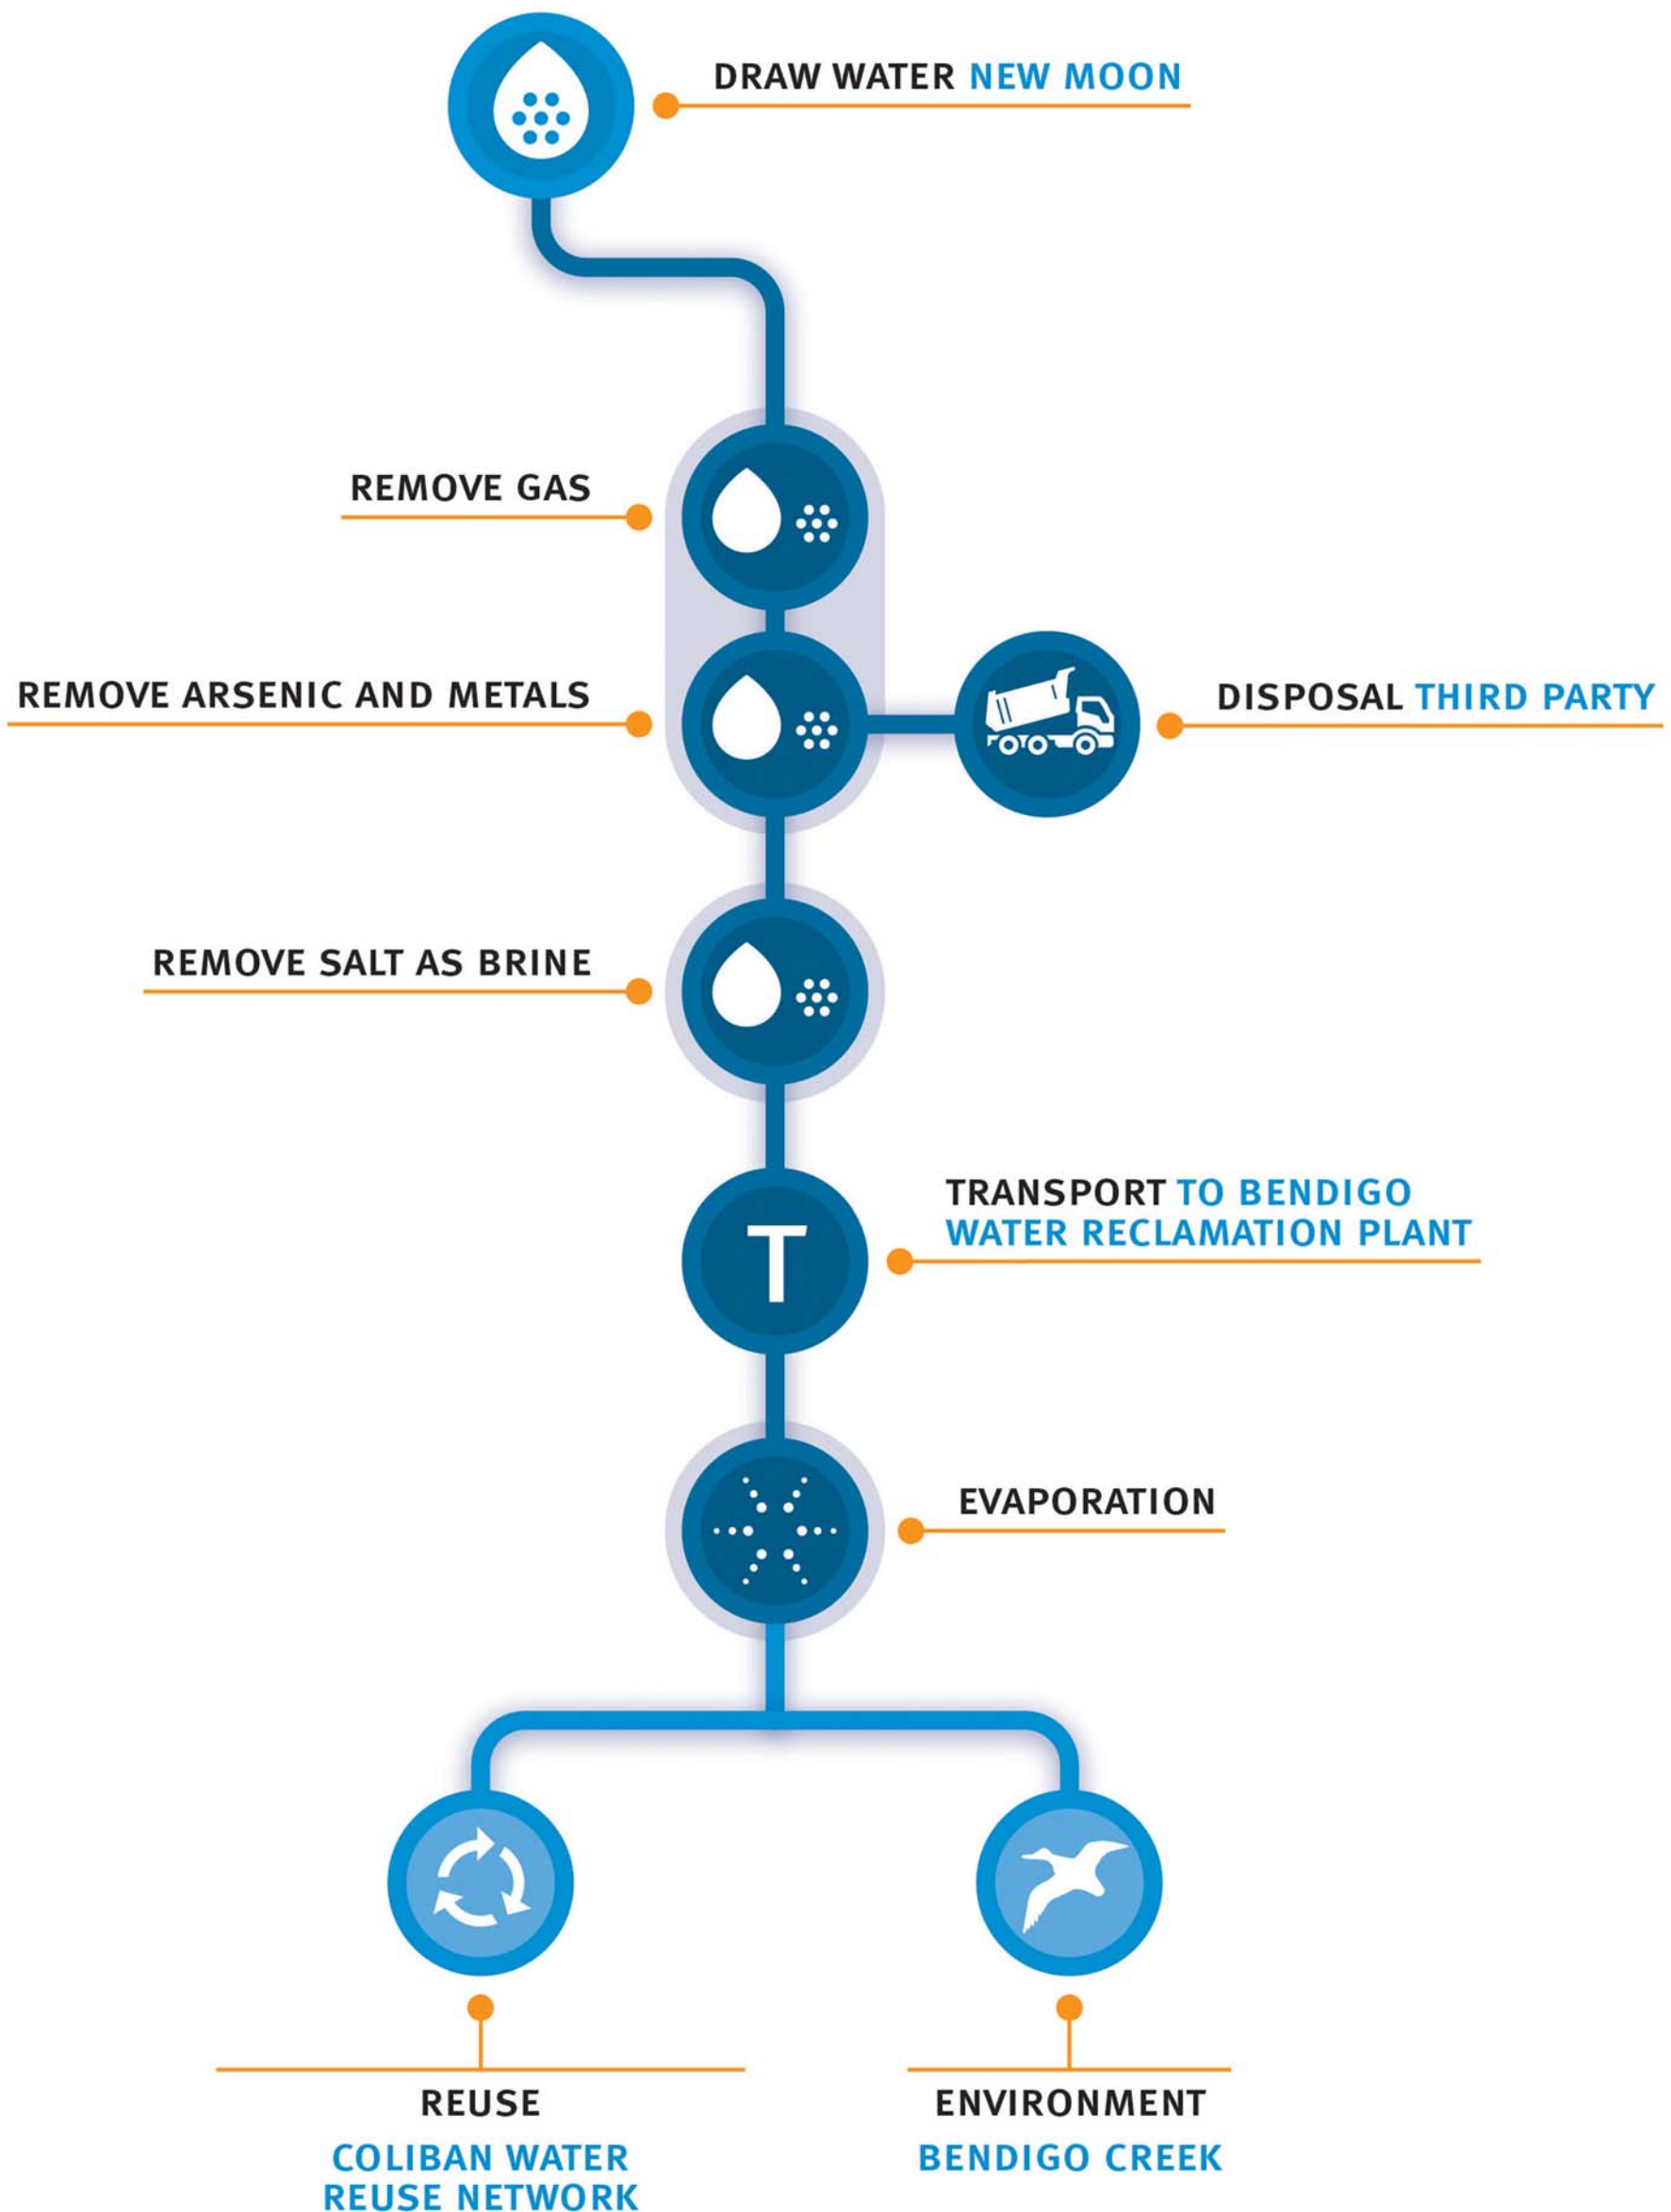 DRAW WATER NEW MOON
REMOVE GAS
REMOVE ARSENIC AND METALS
DISPOSAL THIRD PARTY
REMOVE SALT AS BRINE
T
TRANSPORT TO BENDIGO
WATER RECLAMATION PLANT
EVAPORATION
REUSE
COLIBAN WATER
REUSE NETWORK
ENVIRONMENT
BENDIGO CREEK